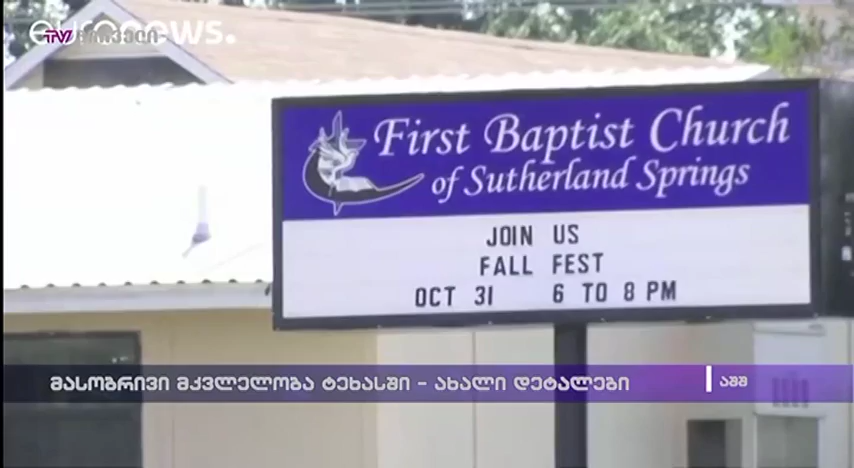 euronews.
First Baptist Church
of Sutherland Springs
JOIN US
FALL FEST
OCT 31 6 TO 8 PM
მასობრივი მკვლელობა ტეხასში - ახალი დეტალები
აშშ